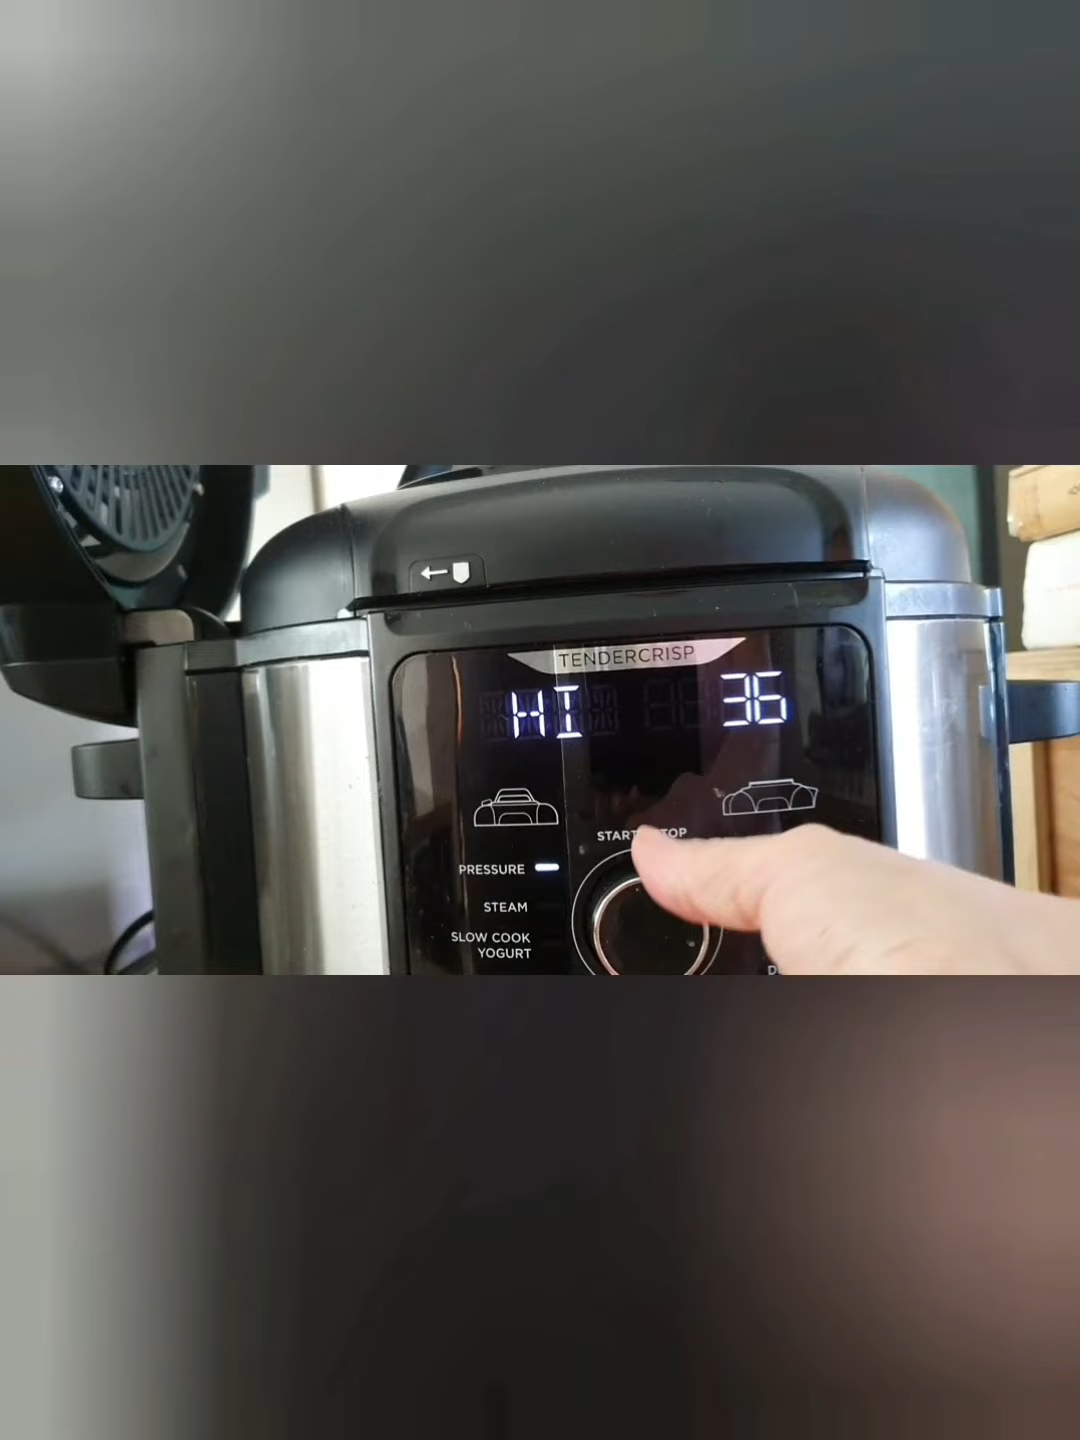 TENDERCRISP
HI 36
START STOP
PRESSURE
STEAM
SLOW COOK
YOGURT